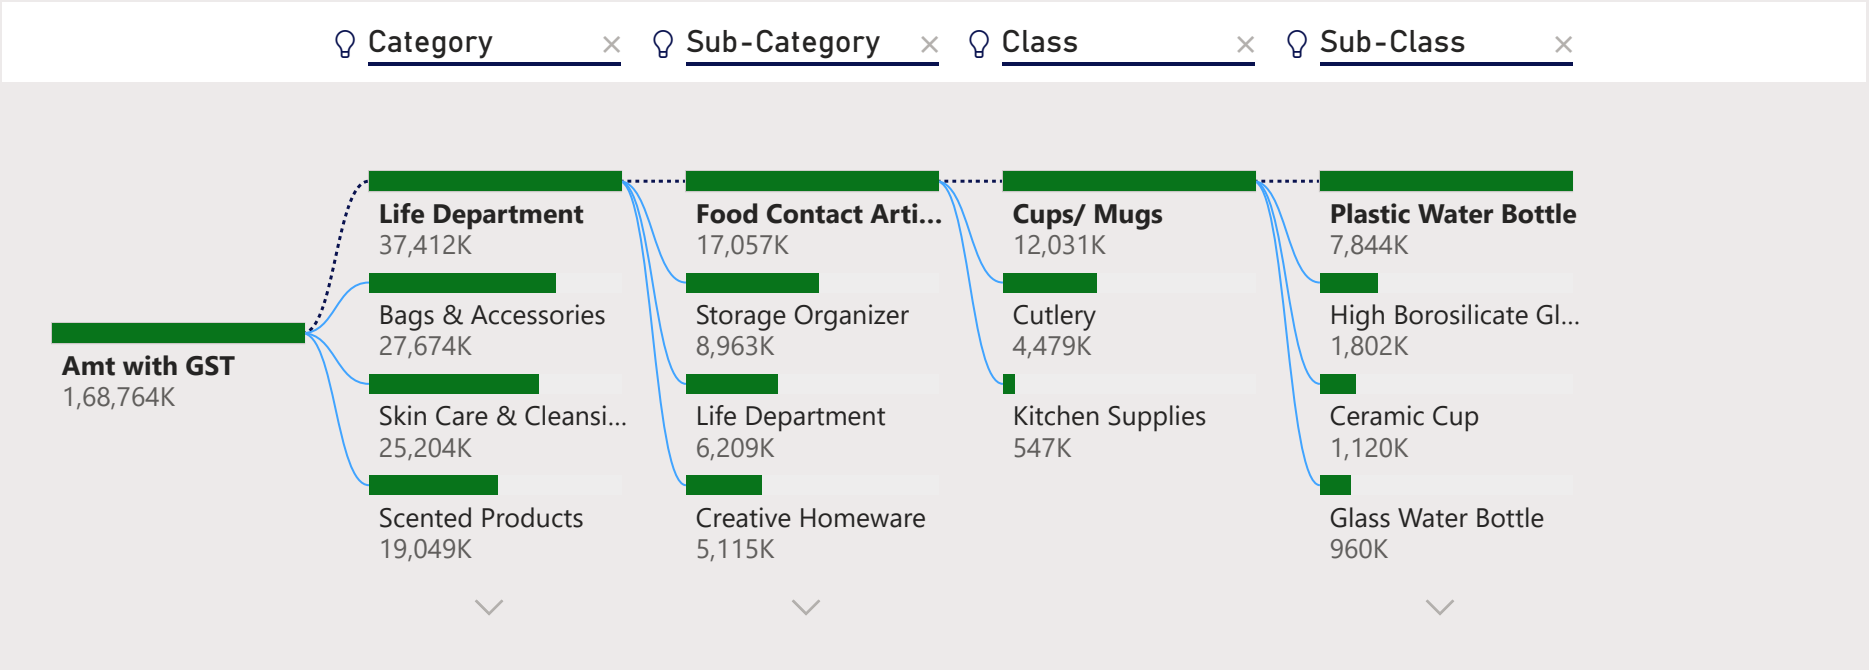 Category
Sub-Category
Class
Sub-Class
Amt with GST
1,68,764K
Life Department
37,412K
Bags & Accessories
27,674K
Skin Care & Cleansi...
25,204K
Scented Products
19,049K
Food Contact Arti...
17,057K
Storage Organizer
8,963K
Life Department
6,209K
Creative Homeware
5,115K
Cups/ Mugs
12,031K
Cutlery
4,479K
Kitchen Supplies
547K
Plastic Water Bottle
7,844K
High Borosilicate Gl...
1,802K
Ceramic Cup
1,120K
Glass Water Bottle
960K